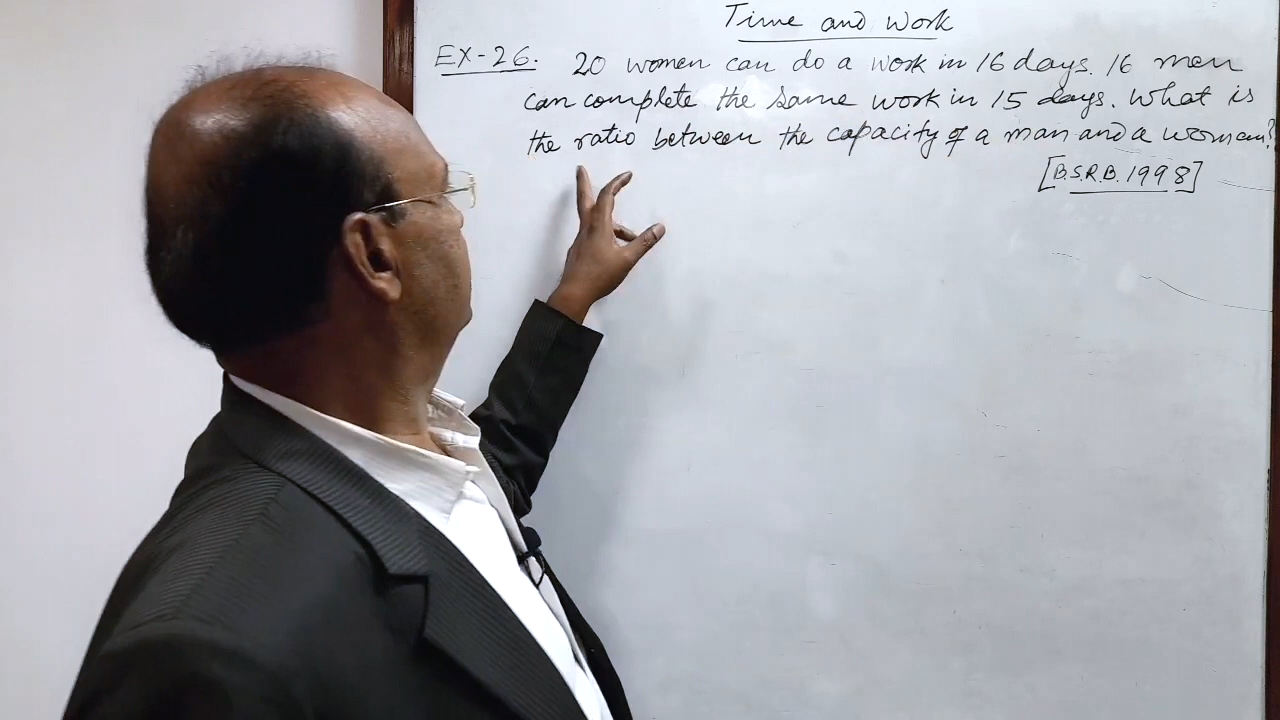 Time and Work
EX-26. 20 women can do a work in 16 days. 16 men
can complete the same work in 15 days. What is
the ratio between the capacity of a man and a woman?
[B.S.R.B. 1998]